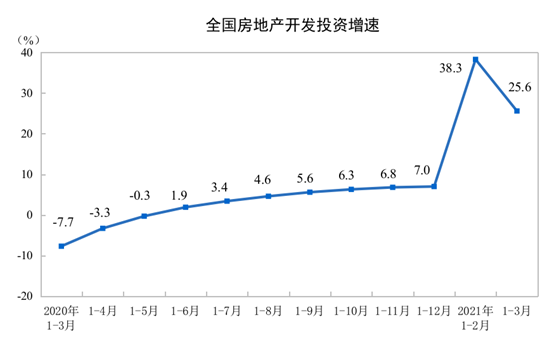 全国房地产开发投资增速
（%）
40
30
20
10
0
-10
-20
-7.7
-3.3
-0.3
1.9
3.4
4.6
5.6
6.3
6.8
7.0
38.3
25.6
2020年
1-3月
1-4月
1-5月
1-6月
1-7月
1-8月
1-9月
1-10月
1-11月
1-12月
2021年
1-2月
1-3月